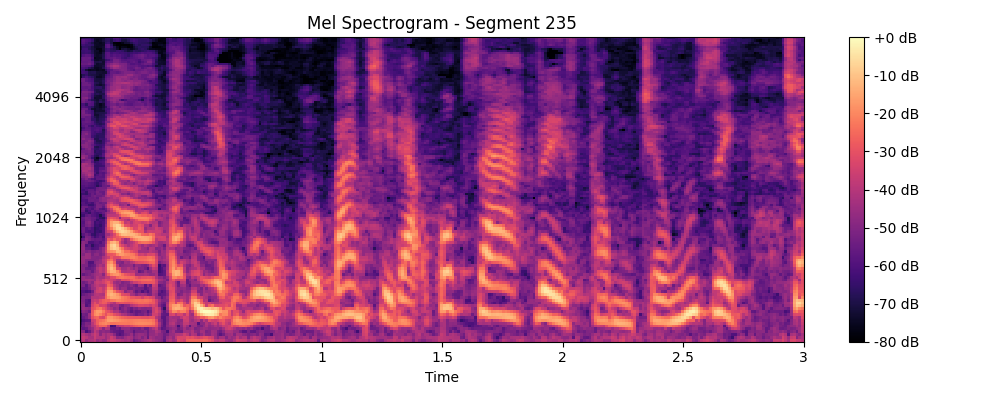 Mel Spectrogram - Segment 235
Frequency
4096
2048
1024
512
0
0
0.5
1
1.5
2
2.5
3
Time
+0 dB
-10 dB
-20 dB
-30 dB
-40 dB
-50 dB
-60 dB
-70 dB
-80 dB